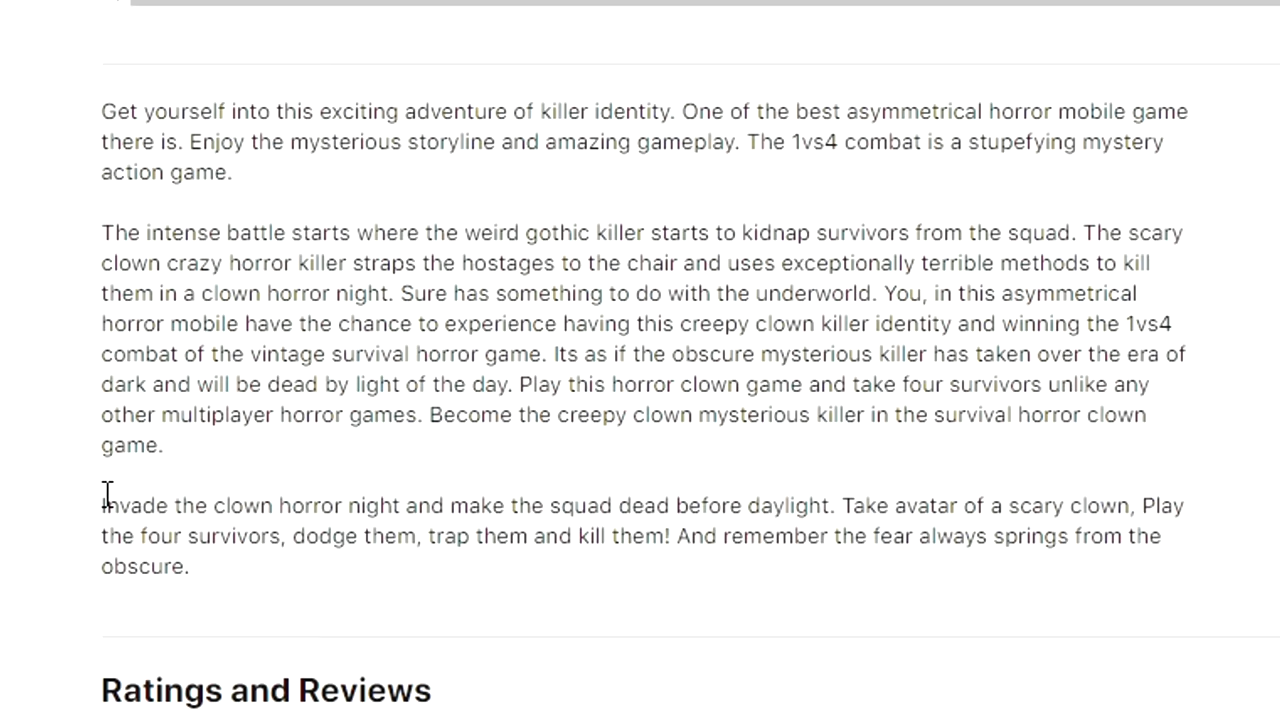 Get yourself into this exciting adventure of killer identity. One of the best asymmetrical horror mobile game
there is. Enjoy the mysterious storyline and amazing gameplay. The 1vs4 combat is a stupefying mystery
action game.
The intense battle starts where the weird gothic killer starts to kidnap survivors from the squad. The scary
clown crazy horror killer straps the hostages to the chair and uses exceptionally terrible methods to kill
them in a clown horror night. Sure has something to do with the underworld. You, in this asymmetrical
horror mobile have the chance to experience having this creepy clown killer identity and winning the 1vs4
combat of the vintage survival horror game. Its as if the obscure mysterious killer has taken over the era of
dark and will be dead by light of the day. Play this horror clown game and take four survivors unlike any
other multiplayer horror games. Become the creepy clown mysterious killer in the survival horror clown
game.
Invade the clown horror night and make the squad dead before daylight. Take avatar of a scary clown, Play
the four survivors, dodge them, trap them and kill them! And remember the fear always springs from the
obscure.
Ratings and Reviews